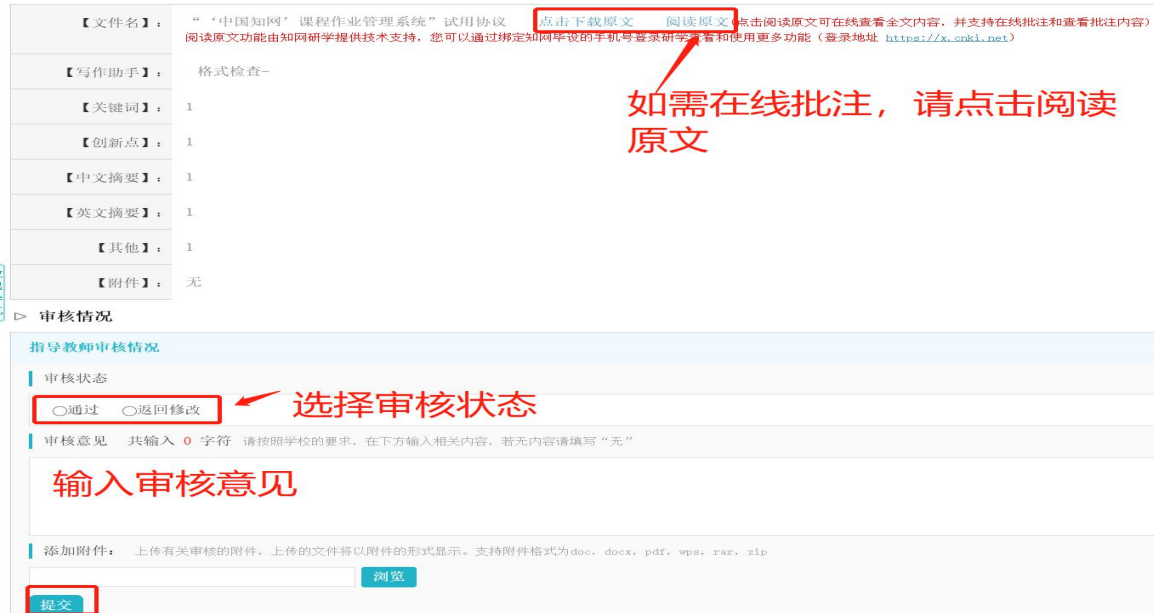 【文件名】： “‘中国知网’课程作业管理系统”试用协议 点击下载原文 阅读原文(点击阅读原文可在线查看全文内容，并支持在线批注和查看批注内容)
阅读原文功能由知网研学提供技术支持，您可以通过绑定知网毕设的手机号登录研学查看和使用更多功能（登录地址 https://x.cnki.net）
【写作助手】： 格式检查-
如需在线批注，请点击阅读
原文
【关键词】： 1
【创新点】： 1
【中文摘要】： 1
【英文摘要】： 1
【其他】： 1
【附件】： 无
▷ 审核情况
指导教师审核情况
审核状态
○通过 ○返回修改
选择审核状态
审核意见 共输入 0 字符 请按照学校的要求，在下方输入相关内容，若无内容请填写“无”
输入审核意见
添加附件： 上传有关审核的附件，上传的文件将以附件的形式显示。支持附件格式为doc, docx, pdf, wps, rar, zip
浏览
提交